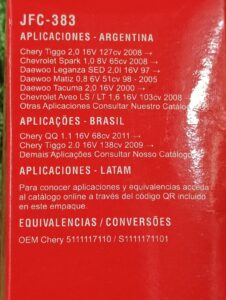 JFC-383
APLICACIONES - ARGENTINA
Chery Tiggo 2.0 16V 127cv 2008 →
Chevrolet Spark 1,0 8V 65cv 2008 →
Daewoo Leganza SED 2.0I 16V 97 →
Daewoo Matiz 0,8 6V 51cv 98 - 2005
Daewoo Tacuma 2.0 16V 2000 →
Chevrolet Aveo LS / LT 1,6 16V 103cv 2008
Otras Aplicaciones Consultar Nuestro Catálogo
APLICAÇÕES - BRASIL
Chery QQ 1.1 16V 68cv 2011 →
Chery Tiggo 2.0 16V 138cv 2009 →
Demais Aplicações Consultar Nosso Catálogo
APLICACIONES - LATAM
Para conocer aplicaciones y equivalencias acceda
al catálogo online a través del código QR incluido
en este empaque.
EQUIVALENCIAS / CONVERSÕES
OEM Chery 5111117110 / S1111171101